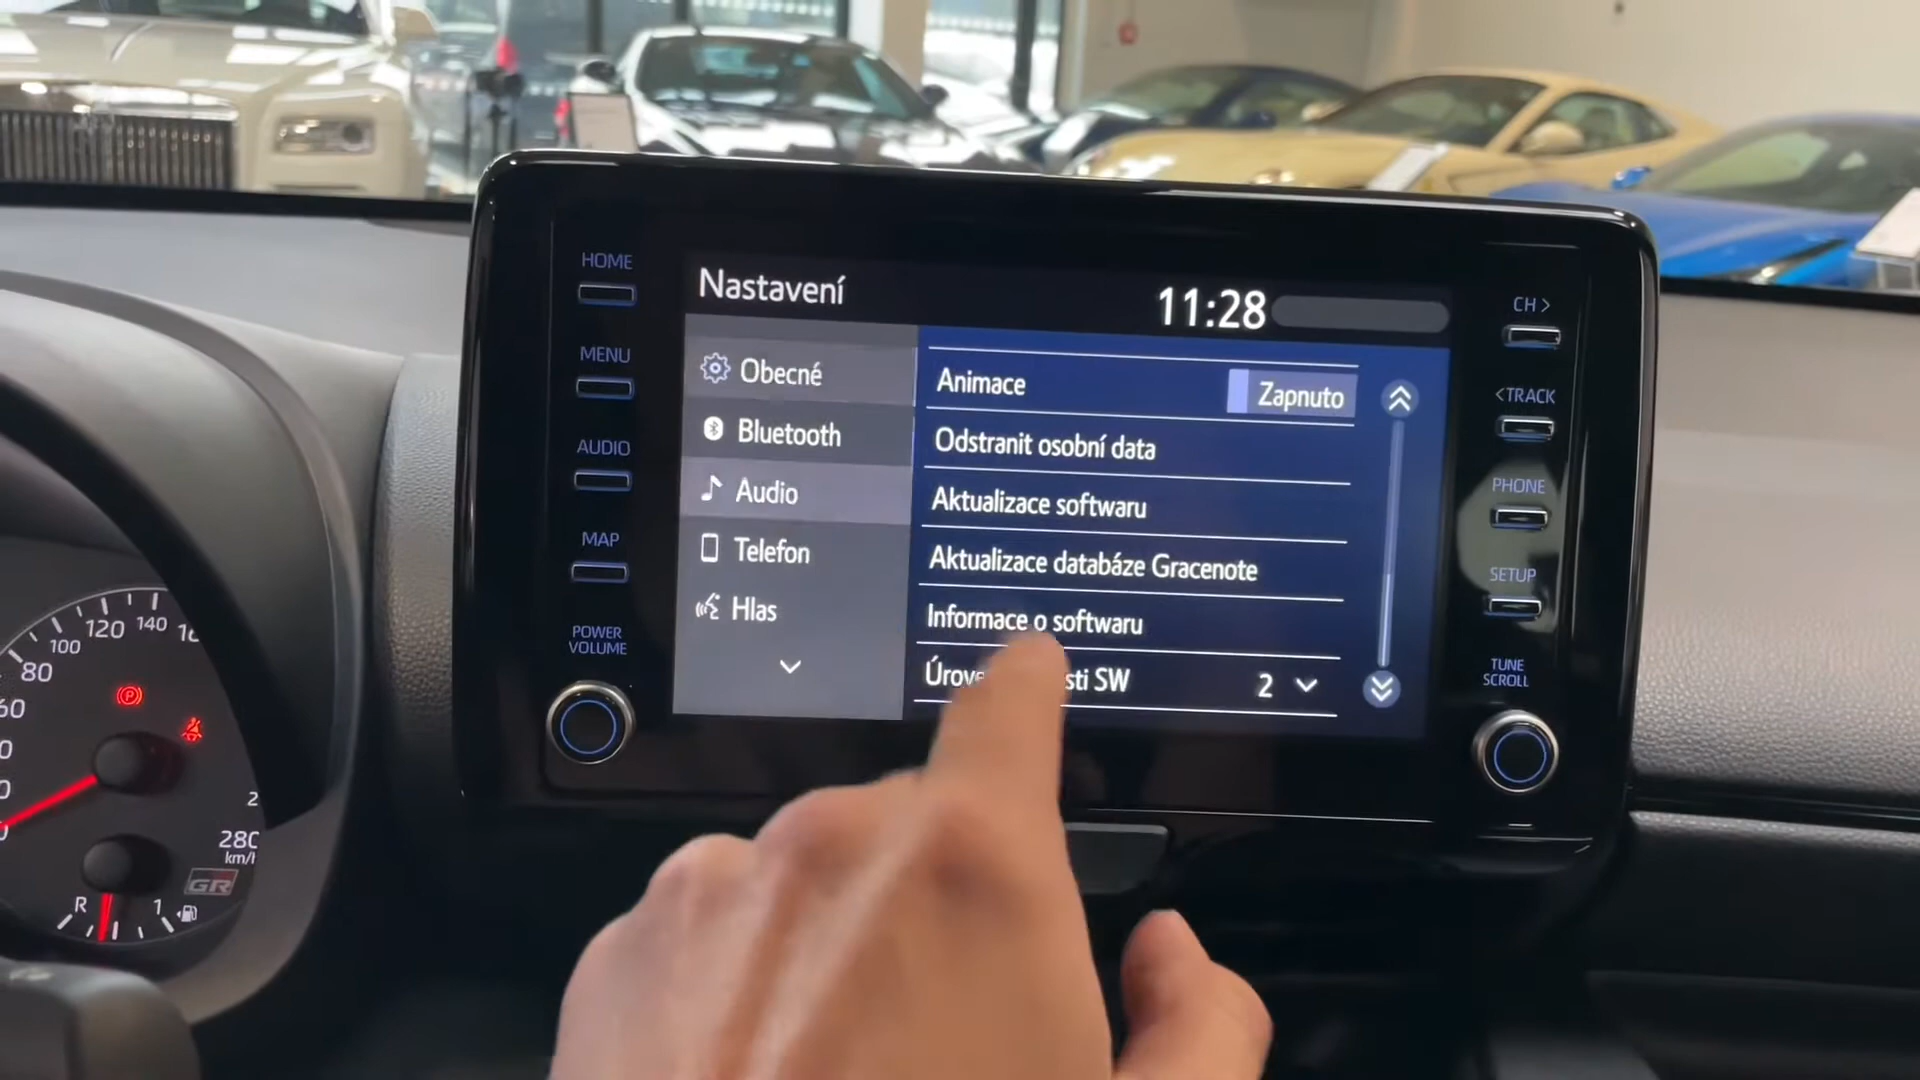 HOME
MENU
AUDIO
MAP
POWER
VOLUME
Nastavení
11:28
Obecné
Bluetooth
Audio
Telefon
Hlas
Animace
Zapnuto
Odstranit osobní data
Aktualizace softwaru
Aktualizace databáze Gracenote
Informace o softwaru
SW
2
CH >
<TRACK
PHONE
SETUP
TUNE
SCROLL
80
100
120
140
280
km/h
GR
R
1
P